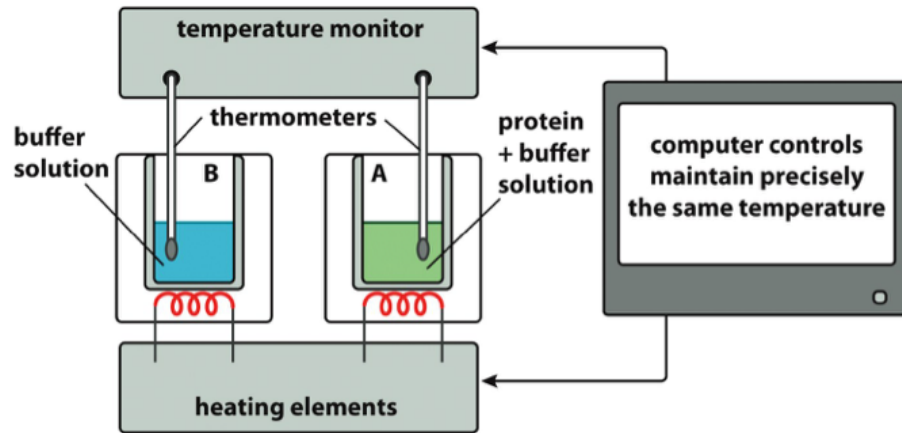 temperature monitor
thermometers
buffer
solution
B
A
protein
+ buffer
solution
computer controls
maintain precisely
the same temperature
heating elements